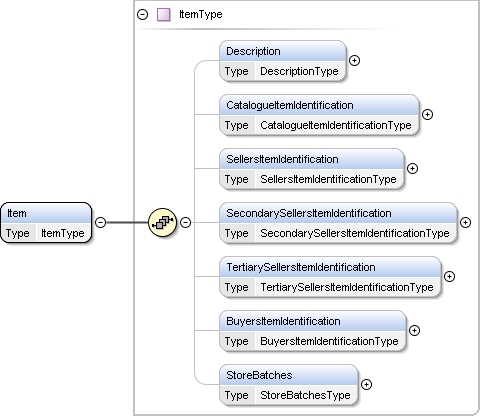 ItemType
Description
Type DescriptionType
CatalogueItemIdentification
Type CatalogueItemIdentificationType
SellersItemIdentification
Type SellersItemIdentificationType
Item
Type ItemType
SecondarySellersItemIdentification
Type SecondarySellersItemIdentificationType
TertiarySellersItemIdentification
Type TertiarySellersItemIdentificationType
BuyersItemIdentification
Type BuyersItemIdentificationType
StoreBatches
Type StoreBatchesType